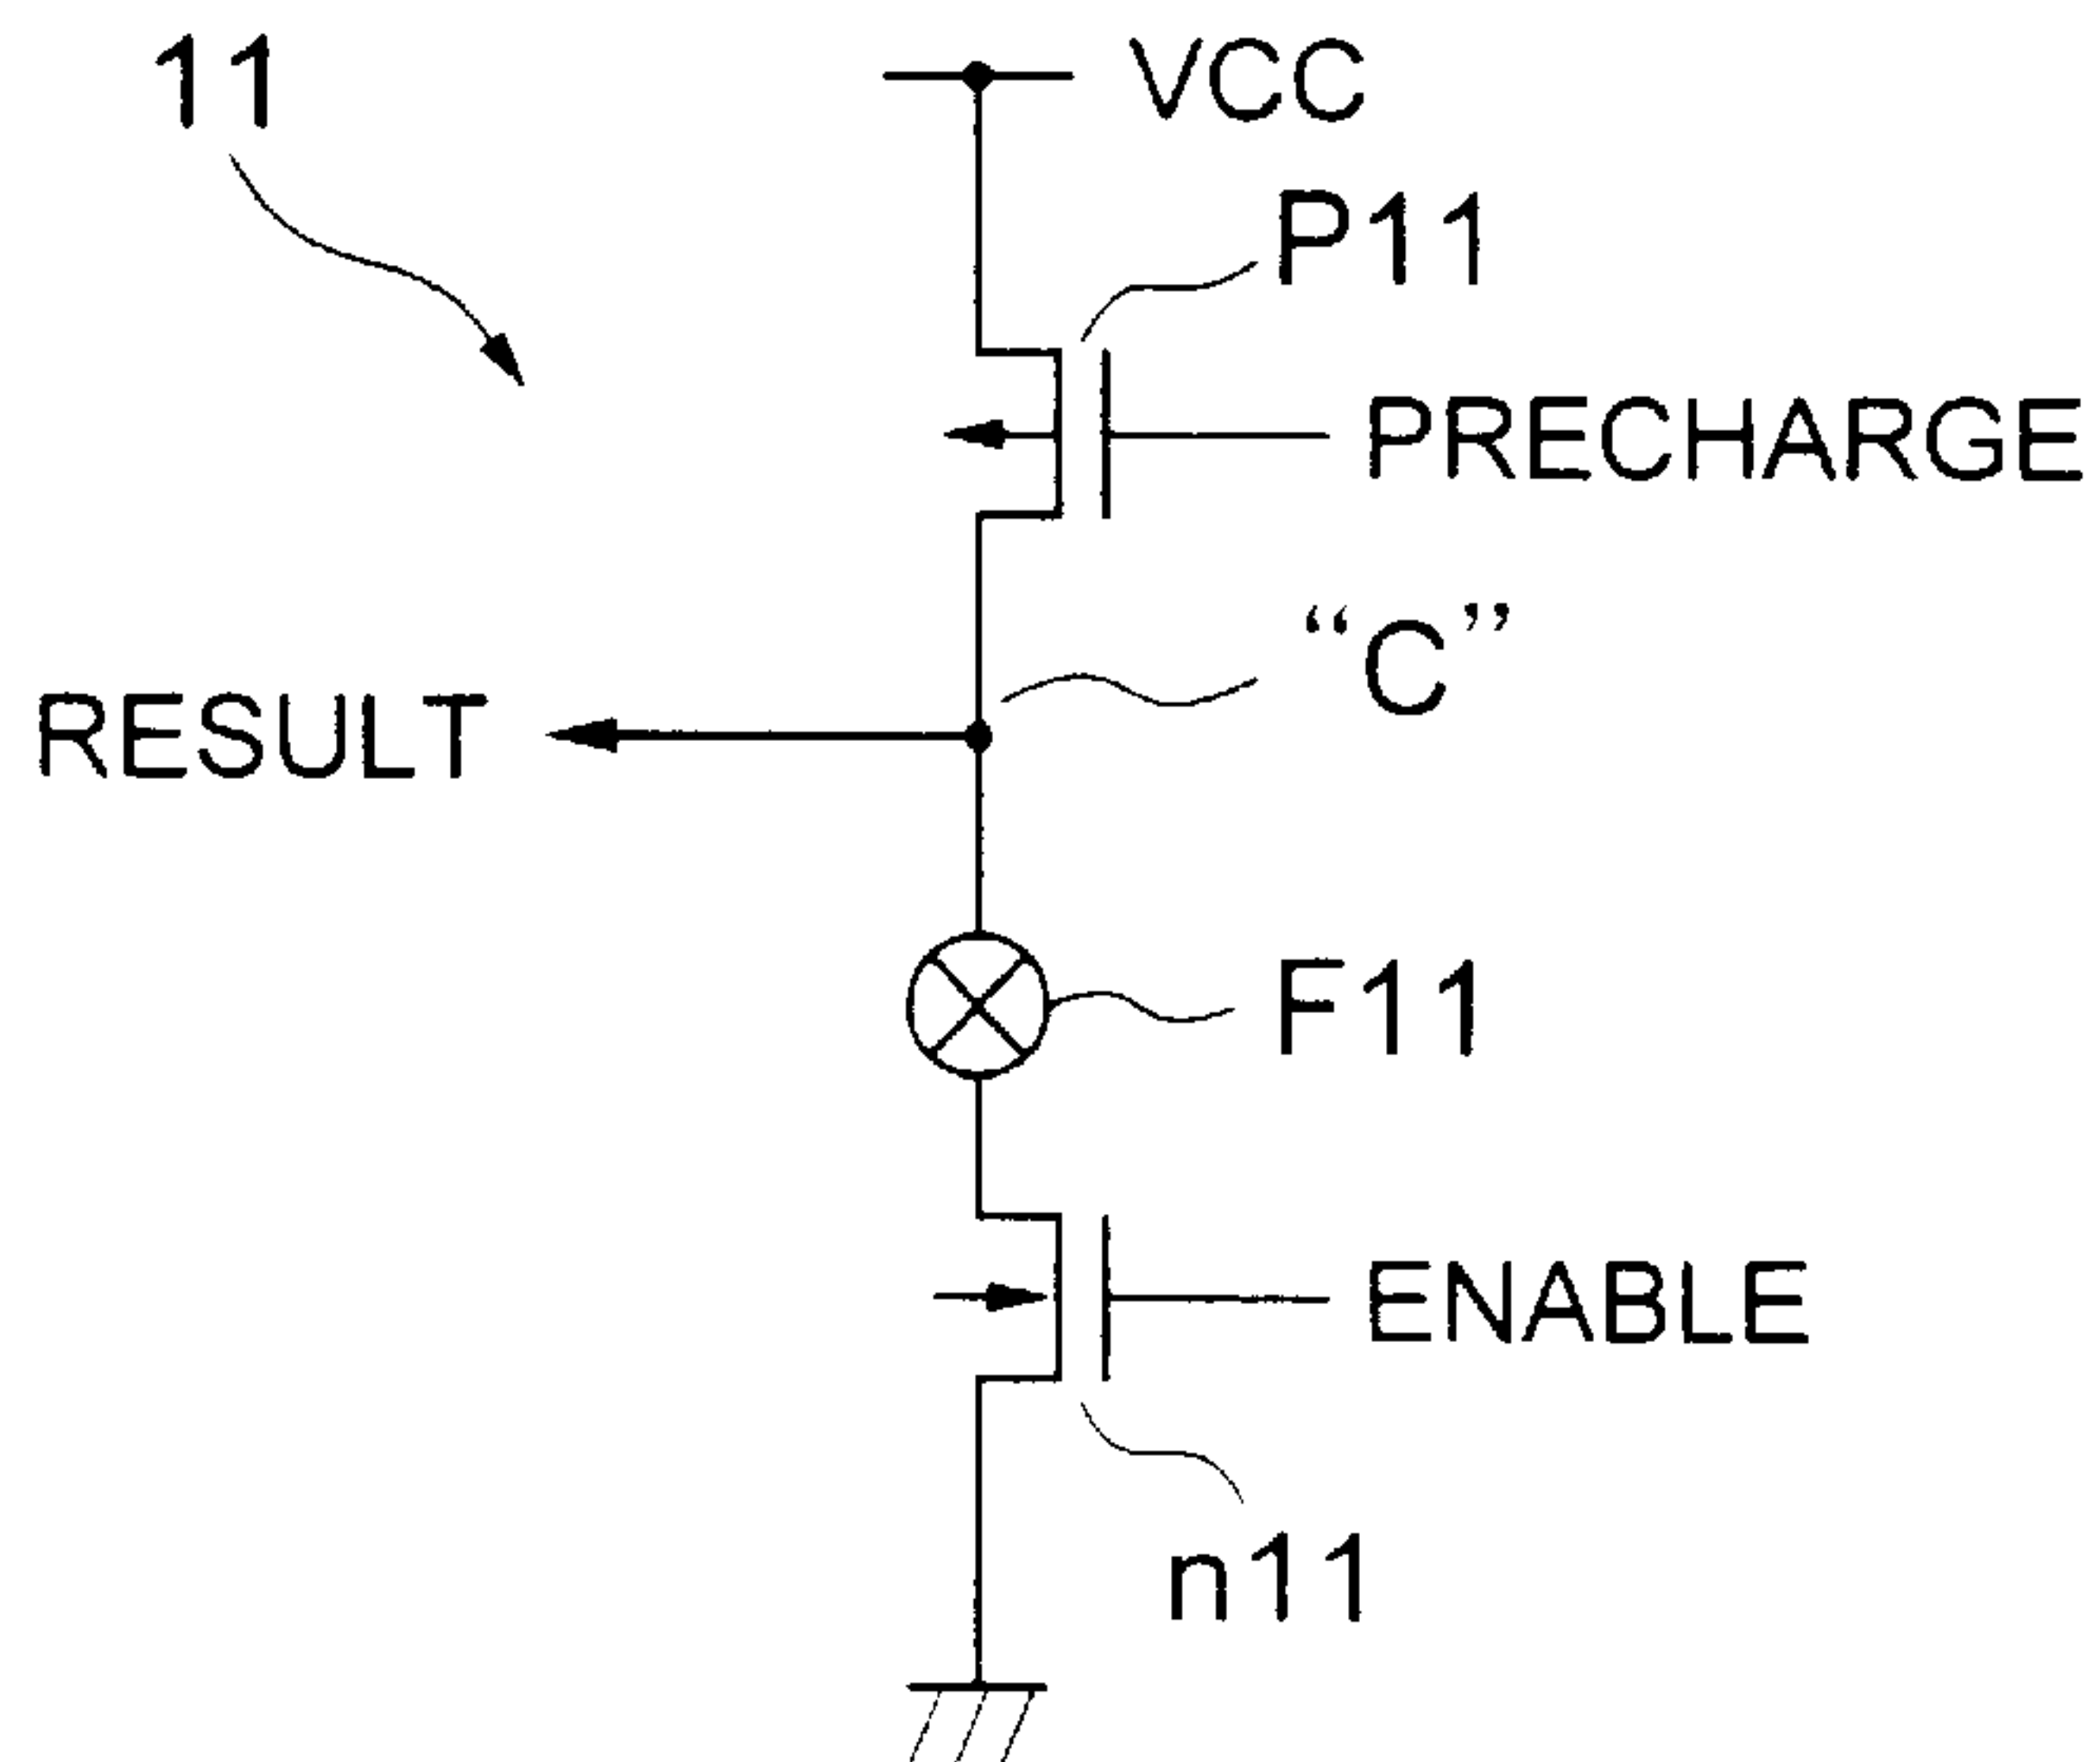 11
VCC
P11
PRECHARGE
“C”
RESULT
F11
ENABLE
n11